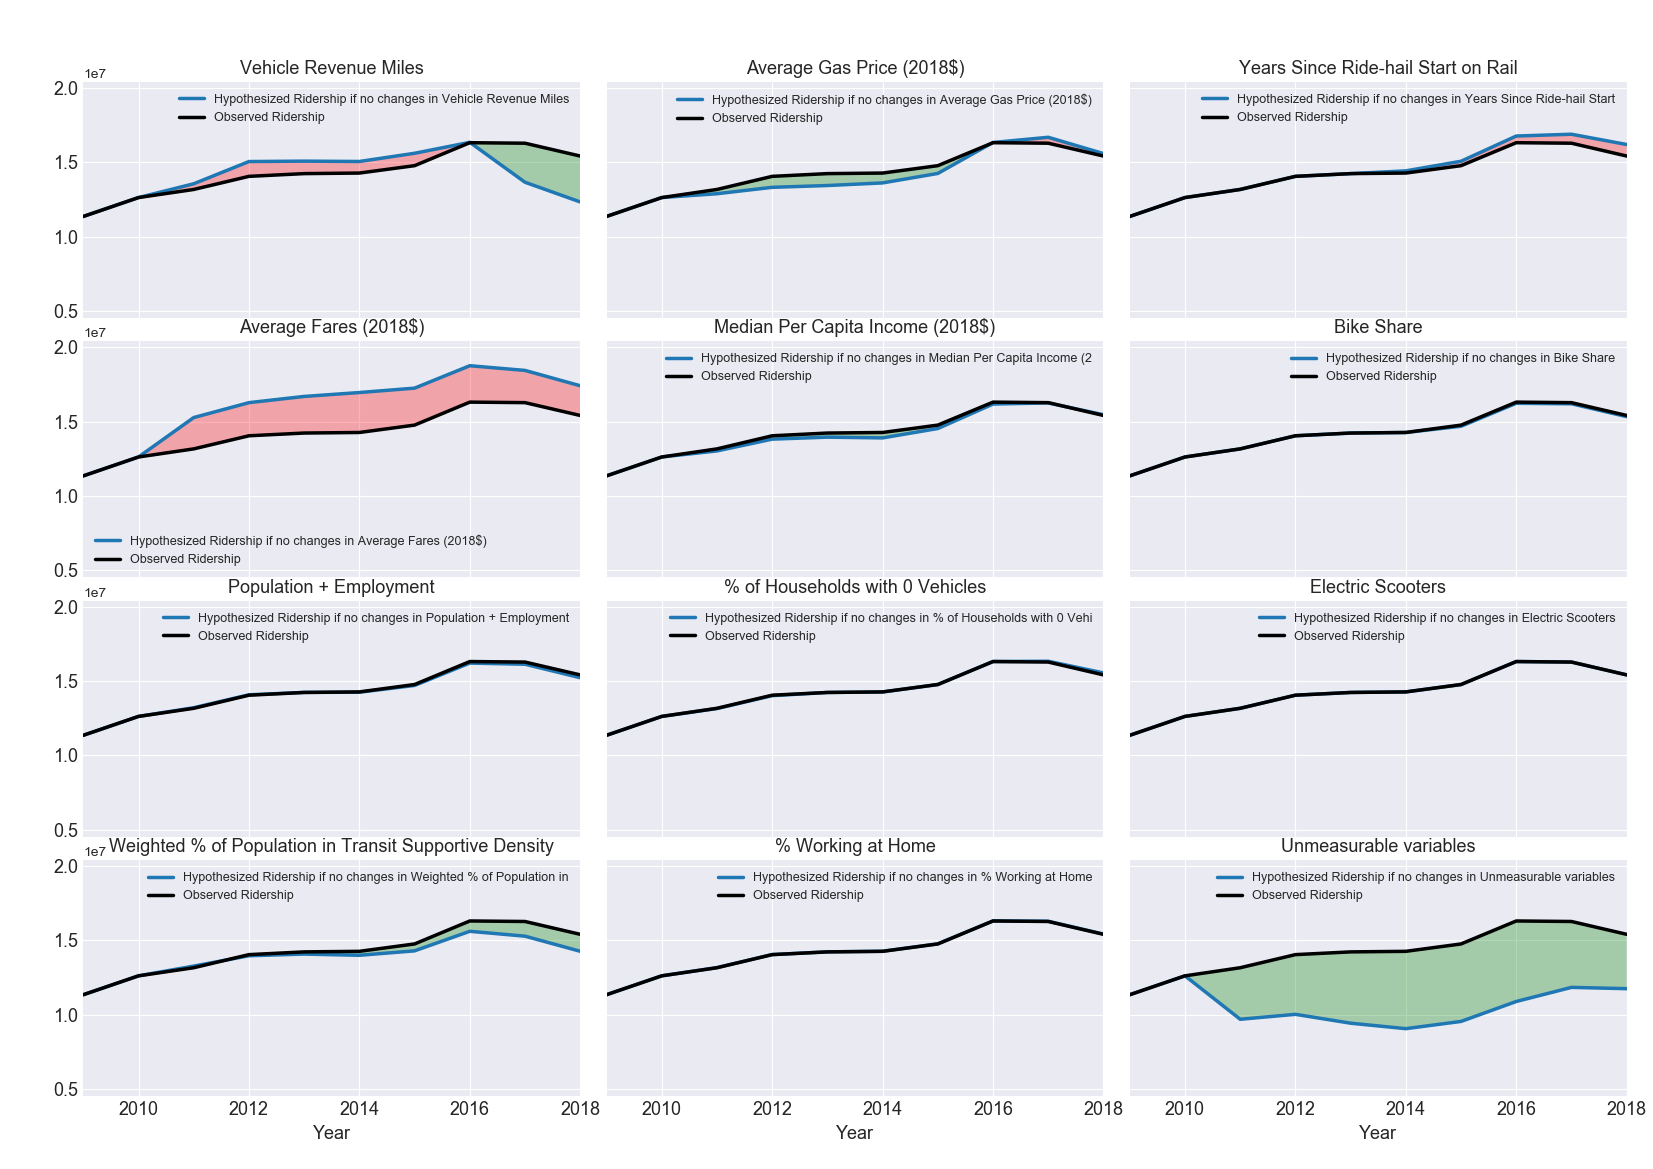 Vehicle Revenue Miles
1e7
Hypothesized Ridership if no changes in Vehicle Revenue Miles
Observed Ridership
2.0
1.5
1.0
0.5
Average Gas Price (2018$)
Hypothesized Ridership if no changes in Average Gas Price (2018$)
Observed Ridership
Years Since Ride-hail Start on Rail
Hypothesized Ridership if no changes in Years Since Ride-hail Start
Observed Ridership
Average Fares (2018$)
1e7
2.0
1.5
1.0
0.5
Hypothesized Ridership if no changes in Average Fares (2018$)
Observed Ridership
Median Per Capita Income (2018$)
Hypothesized Ridership if no changes in Median Per Capita Income (2
Observed Ridership
Bike Share
Hypothesized Ridership if no changes in Bike Share
Observed Ridership
Population + Employment
1e7
Hypothesized Ridership if no changes in Population + Employment
Observed Ridership
2.0
1.5
1.0
0.5
% of Households with 0 Vehicles
Hypothesized Ridership if no changes in % of Households with 0 Vehi
Observed Ridership
Electric Scooters
Hypothesized Ridership if no changes in Electric Scooters
Observed Ridership
Weighted % of Population in Transit Supportive Density
1e7
Hypothesized Ridership if no changes in Weighted % of Population in
Observed Ridership
2.0
1.5
1.0
0.5
2010 2012 2014 2016 2018
Year
% Working at Home
Hypothesized Ridership if no changes in % Working at Home
Observed Ridership
2010 2012 2014 2016 2018
Year
Unmeasurable variables
Hypothesized Ridership if no changes in Unmeasurable variables
Observed Ridership
2010 2012 2014 2016 2018
Year